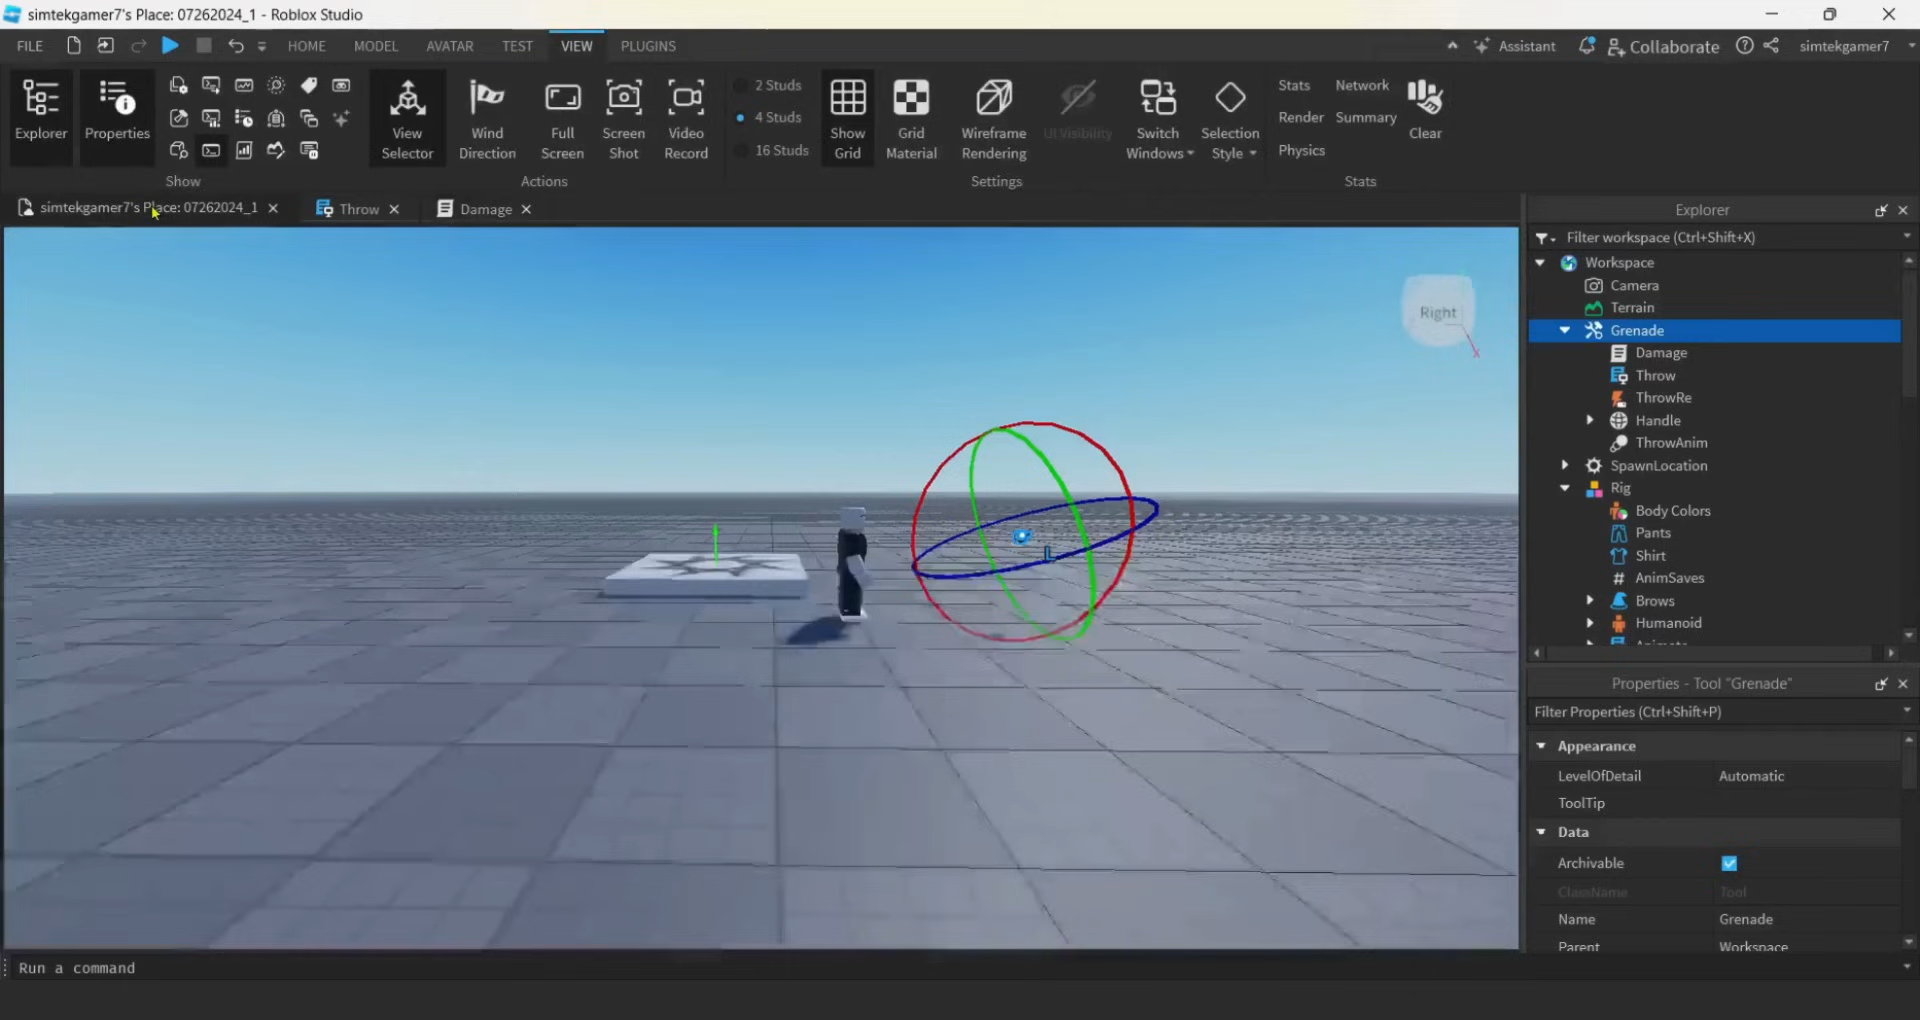 simtekgamer7's Place: 07262024_1 - Roblox Studio
FILE HOME MODEL AVATAR TEST VIEW PLUGINS Assistant Collaborate simtekgamer7
Explorer
Properties
Show
View Selector
Wind Direction
Full Screen
Screen Shot
Video Record
Actions
2 Studs
4 Studs
16 Studs
Show Grid
Grid Material
Wireframe Rendering
UI Visibility
Switch Windows
Selection Style
Settings
Stats Network
Render Summary
Physics
Clear
Stats
simtekgamer7's Place: 07262024_1
Throw
Damage
Right
X
L
Explorer
Filter workspace (Ctrl+Shift+X)
Workspace
Camera
Terrain
Grenade
Damage
Throw
ThrowRe
Handle
ThrowAnim
SpawnLocation
Rig
Body Colors
Pants
Shirt
AnimSaves
Brows
Humanoid
Animate
Properties - Tool "Grenade"
Filter Properties (Ctrl+Shift+P)
Appearance
LevelOfDetail Automatic
ToolTip
Data
Archivable
ClassName Tool
Name Grenade
Parent Workspace
Run a command